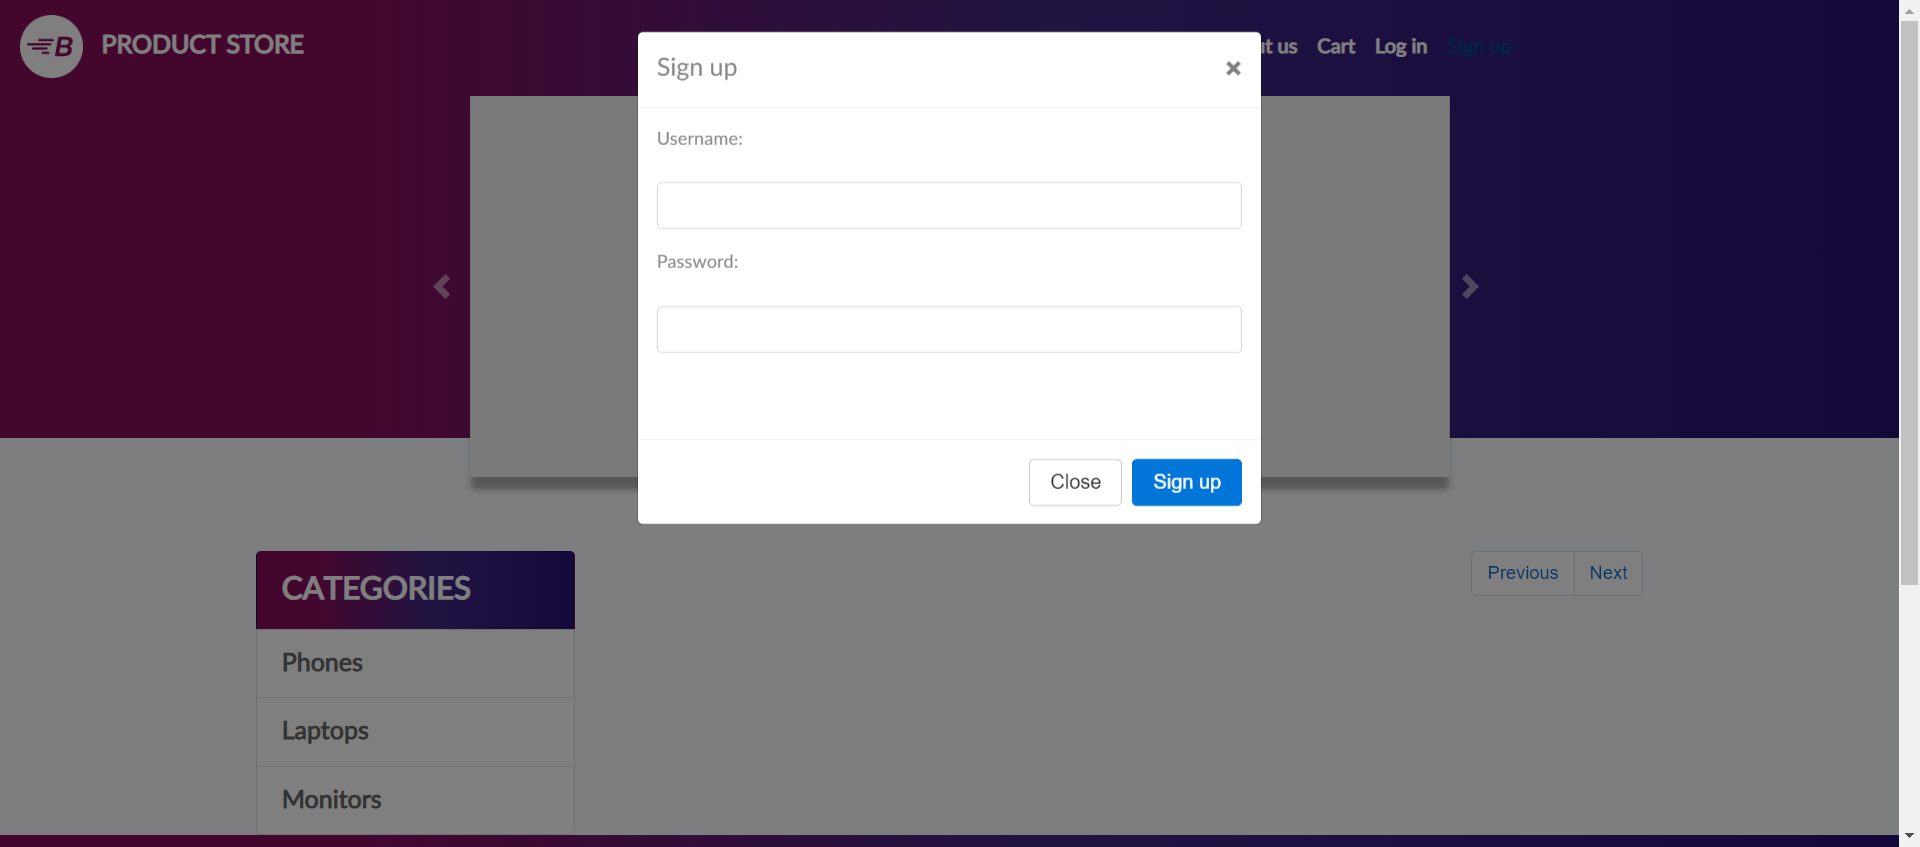 B PRODUCT STORE
t us Cart Log in Sign up
Sign up
×
Username:
Password:
Close Sign up
CATEGORIES
Phones
Laptops
Monitors
Previous Next